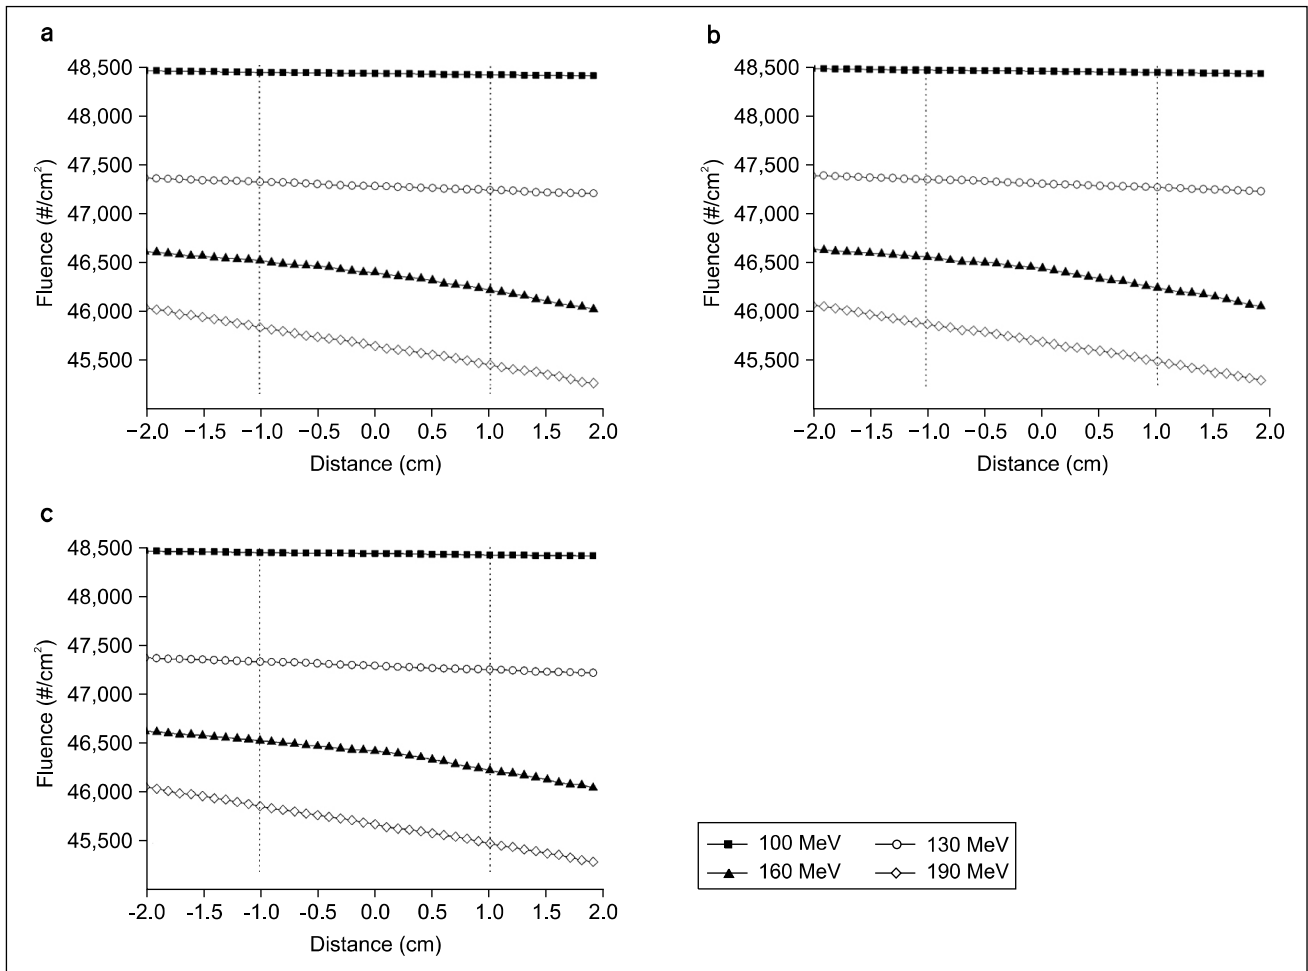 a
48,500
48,000
47,500
47,000
46,500
46,000
45,500
Fluence (#/cm²)
−2.0 −1.5 −1.0 −0.5 0.0 0.5 1.0 1.5 2.0
Distance (cm)
b
48,500
48,000
47,500
47,000
46,500
46,000
45,500
Fluence (#/cm²)
−2.0 −1.5 −1.0 −0.5 0.0 0.5 1.0 1.5 2.0
Distance (cm)
c
48,500
48,000
47,500
47,000
46,500
46,000
45,500
Fluence (#/cm²)
-2.0 -1.5 -1.0 -0.5 0.0 0.5 1.0 1.5 2.0
Distance (cm)
100 MeV 130 MeV
160 MeV 190 MeV